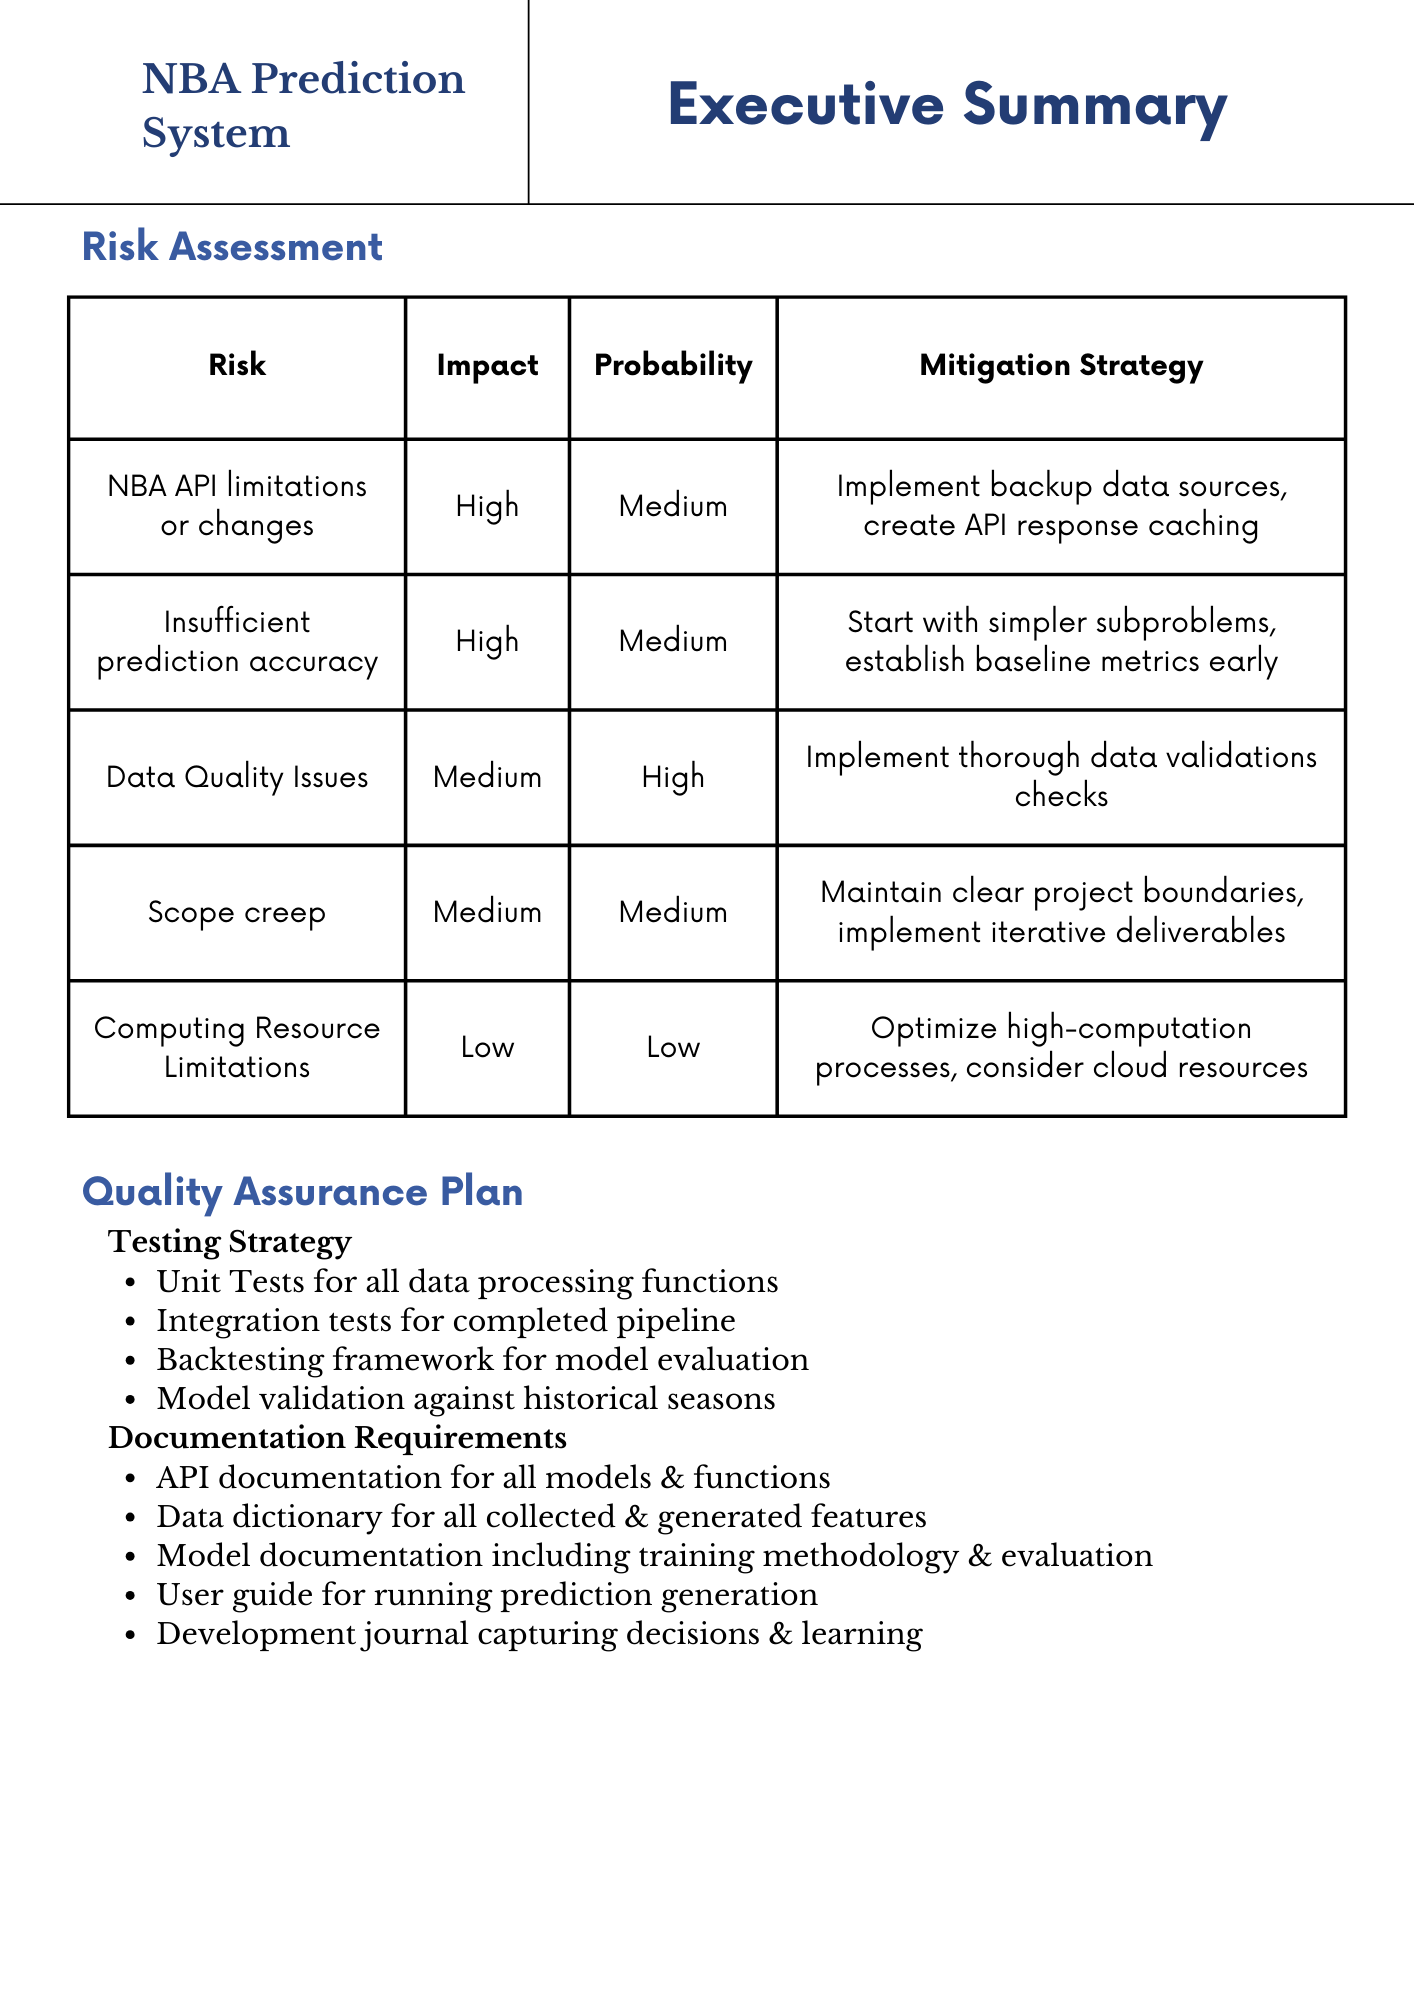 NBA Prediction
System
Executive Summary
Risk Assessment
Risk
Impact
Probability
Mitigation Strategy
NBA API limitations
or changes
High
Medium
Implement backup data sources,
create API response caching
Insufficient
prediction accuracy
High
Medium
Start with simpler subproblems,
establish baseline metrics early
Data Quality Issues
Medium
High
Implement thorough data validations
checks
Scope creep
Medium
Medium
Maintain clear project boundaries,
implement iterative deliverables
Computing Resource
Limitations
Low
Low
Optimize high-computation
processes, consider cloud resources
Quality Assurance Plan
Testing Strategy
• Unit Tests for all data processing functions
• Integration tests for completed pipeline
• Backtesting framework for model evaluation
• Model validation against historical seasons
Documentation Requirements
• API documentation for all models & functions
• Data dictionary for all collected & generated features
• Model documentation including training methodology & evaluation
• User guide for running prediction generation
• Development journal capturing decisions & learning